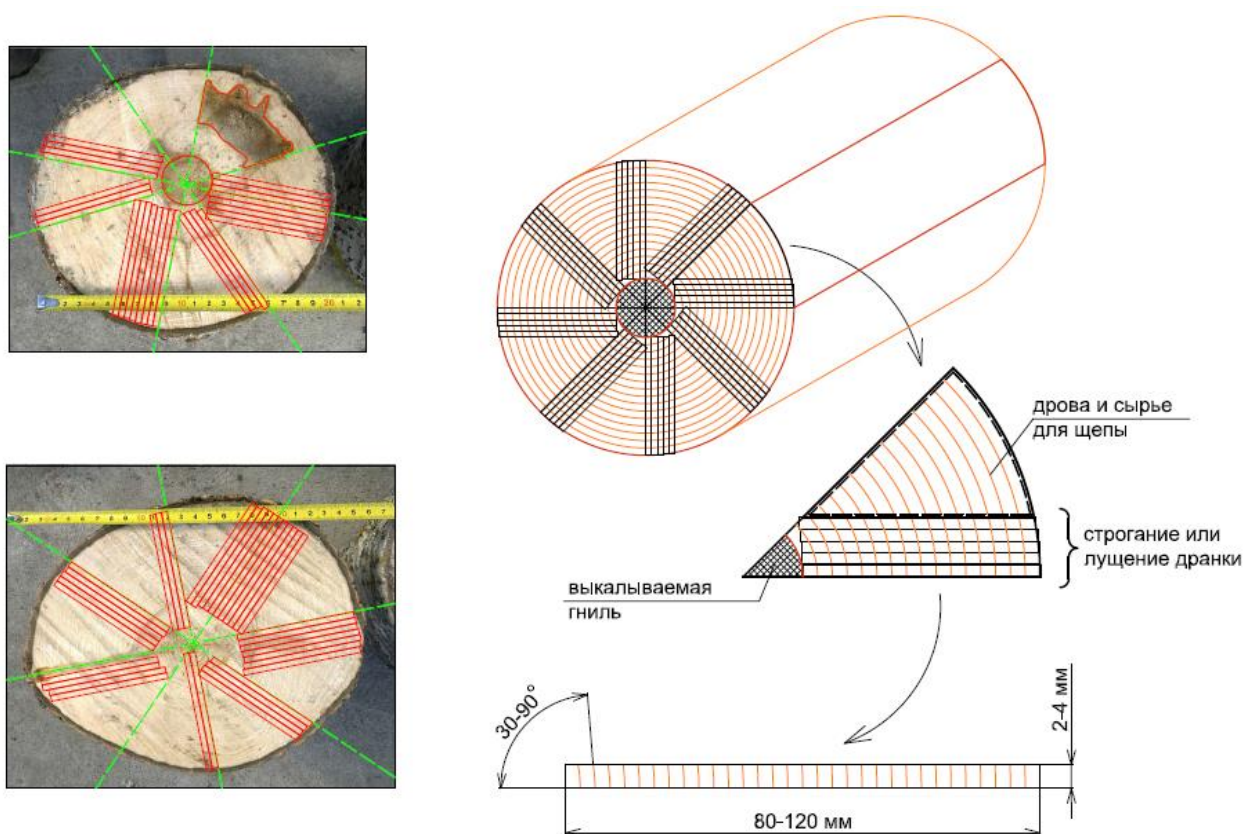 дрова и сырье
для щепы
строгание или
лущение дранки
выкалываемая
гниль
30-90°
2-4 мм
80-120 мм